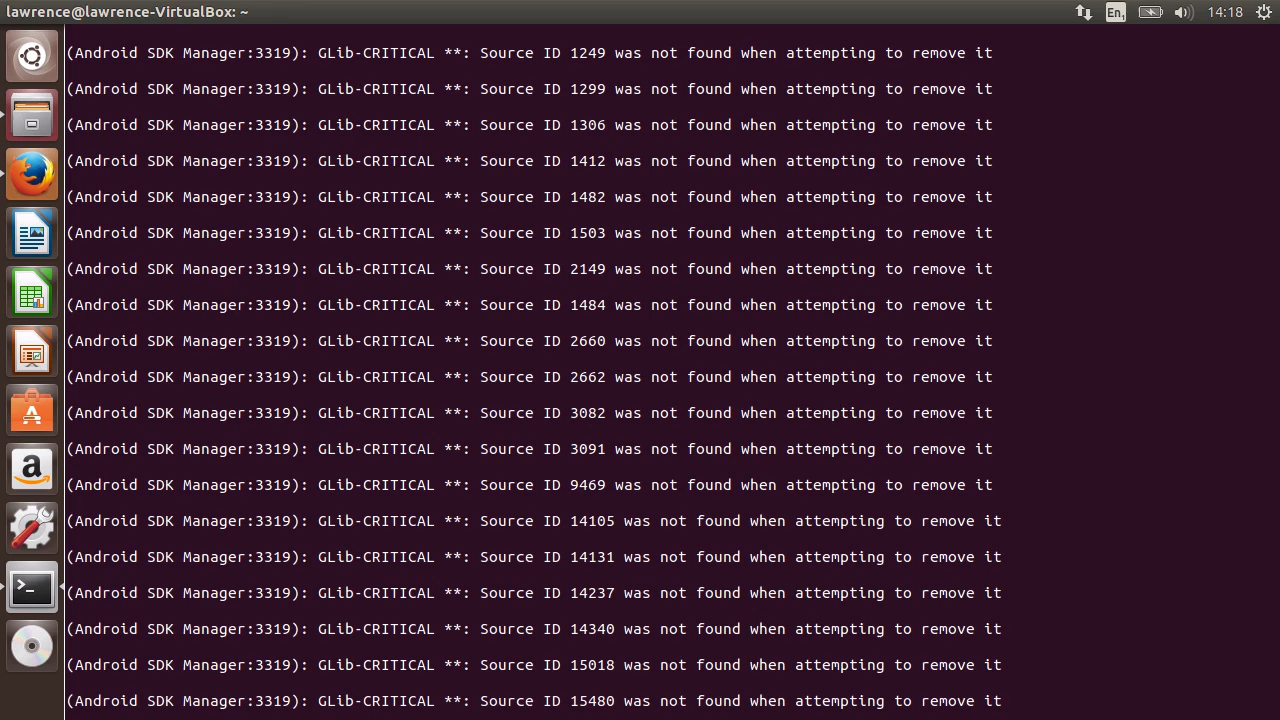 lawrence@lawrence-VirtualBox: ~
En1
14:18
(Android SDK Manager:3319): GLib-CRITICAL **: Source ID 1249 was not found when attempting to remove it
(Android SDK Manager:3319): GLib-CRITICAL **: Source ID 1299 was not found when attempting to remove it
(Android SDK Manager:3319): GLib-CRITICAL **: Source ID 1306 was not found when attempting to remove it
(Android SDK Manager:3319): GLib-CRITICAL **: Source ID 1412 was not found when attempting to remove it
(Android SDK Manager:3319): GLib-CRITICAL **: Source ID 1482 was not found when attempting to remove it
(Android SDK Manager:3319): GLib-CRITICAL **: Source ID 1503 was not found when attempting to remove it
(Android SDK Manager:3319): GLib-CRITICAL **: Source ID 2149 was not found when attempting to remove it
(Android SDK Manager:3319): GLib-CRITICAL **: Source ID 1484 was not found when attempting to remove it
(Android SDK Manager:3319): GLib-CRITICAL **: Source ID 2660 was not found when attempting to remove it
(Android SDK Manager:3319): GLib-CRITICAL **: Source ID 2662 was not found when attempting to remove it
(Android SDK Manager:3319): GLib-CRITICAL **: Source ID 3082 was not found when attempting to remove it
(Android SDK Manager:3319): GLib-CRITICAL **: Source ID 3091 was not found when attempting to remove it
(Android SDK Manager:3319): GLib-CRITICAL **: Source ID 9469 was not found when attempting to remove it
(Android SDK Manager:3319): GLib-CRITICAL **: Source ID 14105 was not found when attempting to remove it
(Android SDK Manager:3319): GLib-CRITICAL **: Source ID 14131 was not found when attempting to remove it
(Android SDK Manager:3319): GLib-CRITICAL **: Source ID 14237 was not found when attempting to remove it
(Android SDK Manager:3319): GLib-CRITICAL **: Source ID 14340 was not found when attempting to remove it
(Android SDK Manager:3319): GLib-CRITICAL **: Source ID 15018 was not found when attempting to remove it
(Android SDK Manager:3319): GLib-CRITICAL **: Source ID 15480 was not found when attempting to remove it